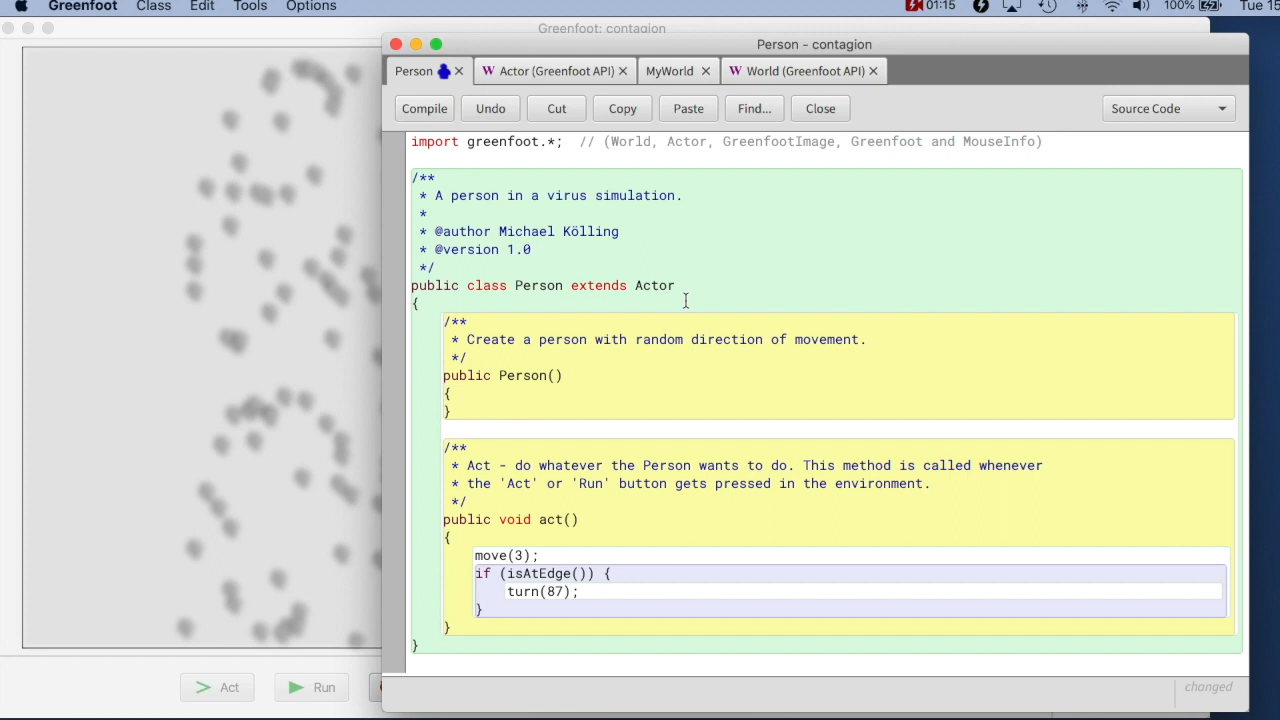 Greenfoot Class Edit Tools Options 01:15 100% Tue 15
Greenfoot: contagion
Person - contagion
Person Actor (Greenfoot API) MyWorld World (Greenfoot API)
Compile Undo Cut Copy Paste Find... Close Source Code
import greenfoot.*;  // (World, Actor, GreenfootImage, Greenfoot and MouseInfo)
/**
 * A person in a virus simulation.
 *
 * @author Michael Kölling
 * @version 1.0
 */
public class Person extends Actor
{
    /**
     * Create a person with random direction of movement.
     */
    public Person()
    {
    }
    /**
     * Act - do whatever the Person wants to do. This method is called whenever
     * the 'Act' or 'Run' button gets pressed in the environment.
     */
    public void act()
    {
        move(3);
        if (isAtEdge()) {
            turn(87);
        }
    }
}
Act Run
changed